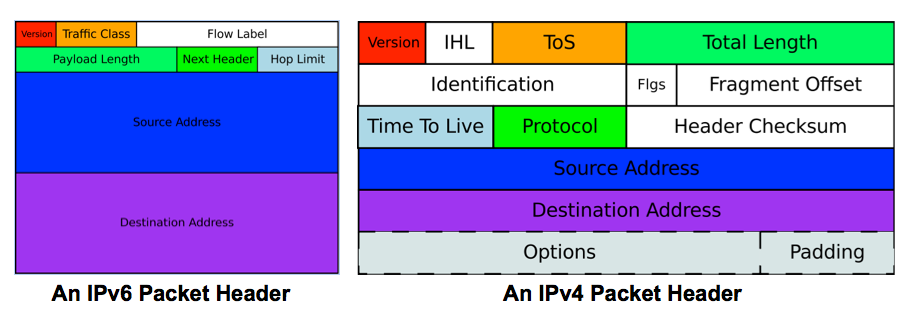 Version Traffic Class Flow Label
Payload Length Next Header Hop Limit
Source Address
Destination Address
An IPv6 Packet Header
Version IHL ToS Total Length
Identification Flgs Fragment Offset
Time To Live Protocol Header Checksum
Source Address
Destination Address
Options Padding
An IPv4 Packet Header